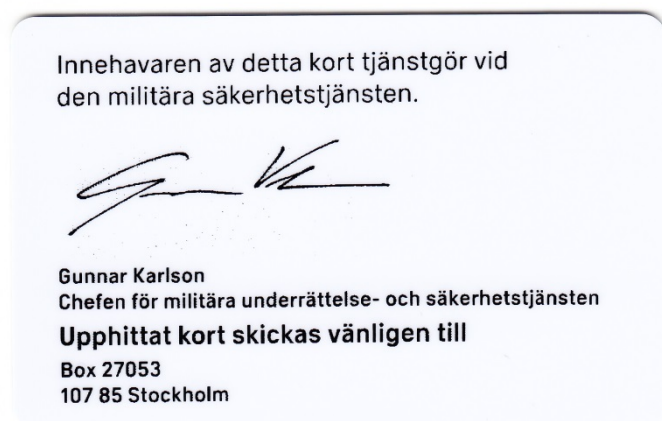 Innehavaren av detta kort tjänstgör vid
den militära säkerhetstjänsten.
Gunnar Karlson
Chefen för militära underrättelse- och säkerhetstjänsten
Upphittat kort skickas vänligen till
Box 27053
107 85 Stockholm